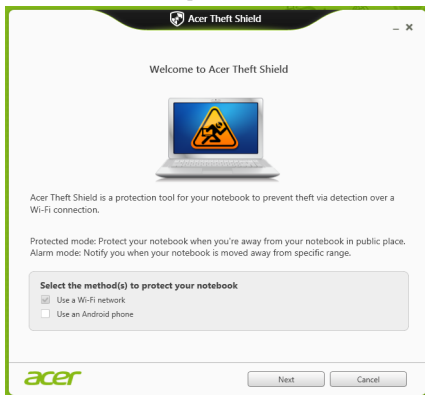 Acer Theft Shield
Welcome to Acer Theft Shield
Acer Theft Shield is a protection tool for your notebook to prevent theft via detection over a
Wi-Fi connection.
Protected mode: Protect your notebook when you're away from your notebook in public place.
Alarm mode: Notify you when your notebook is moved away from specific range.
Select the method(s) to protect your notebook
Use a Wi-Fi network
Use an Android phone
acer
Next
Cancel